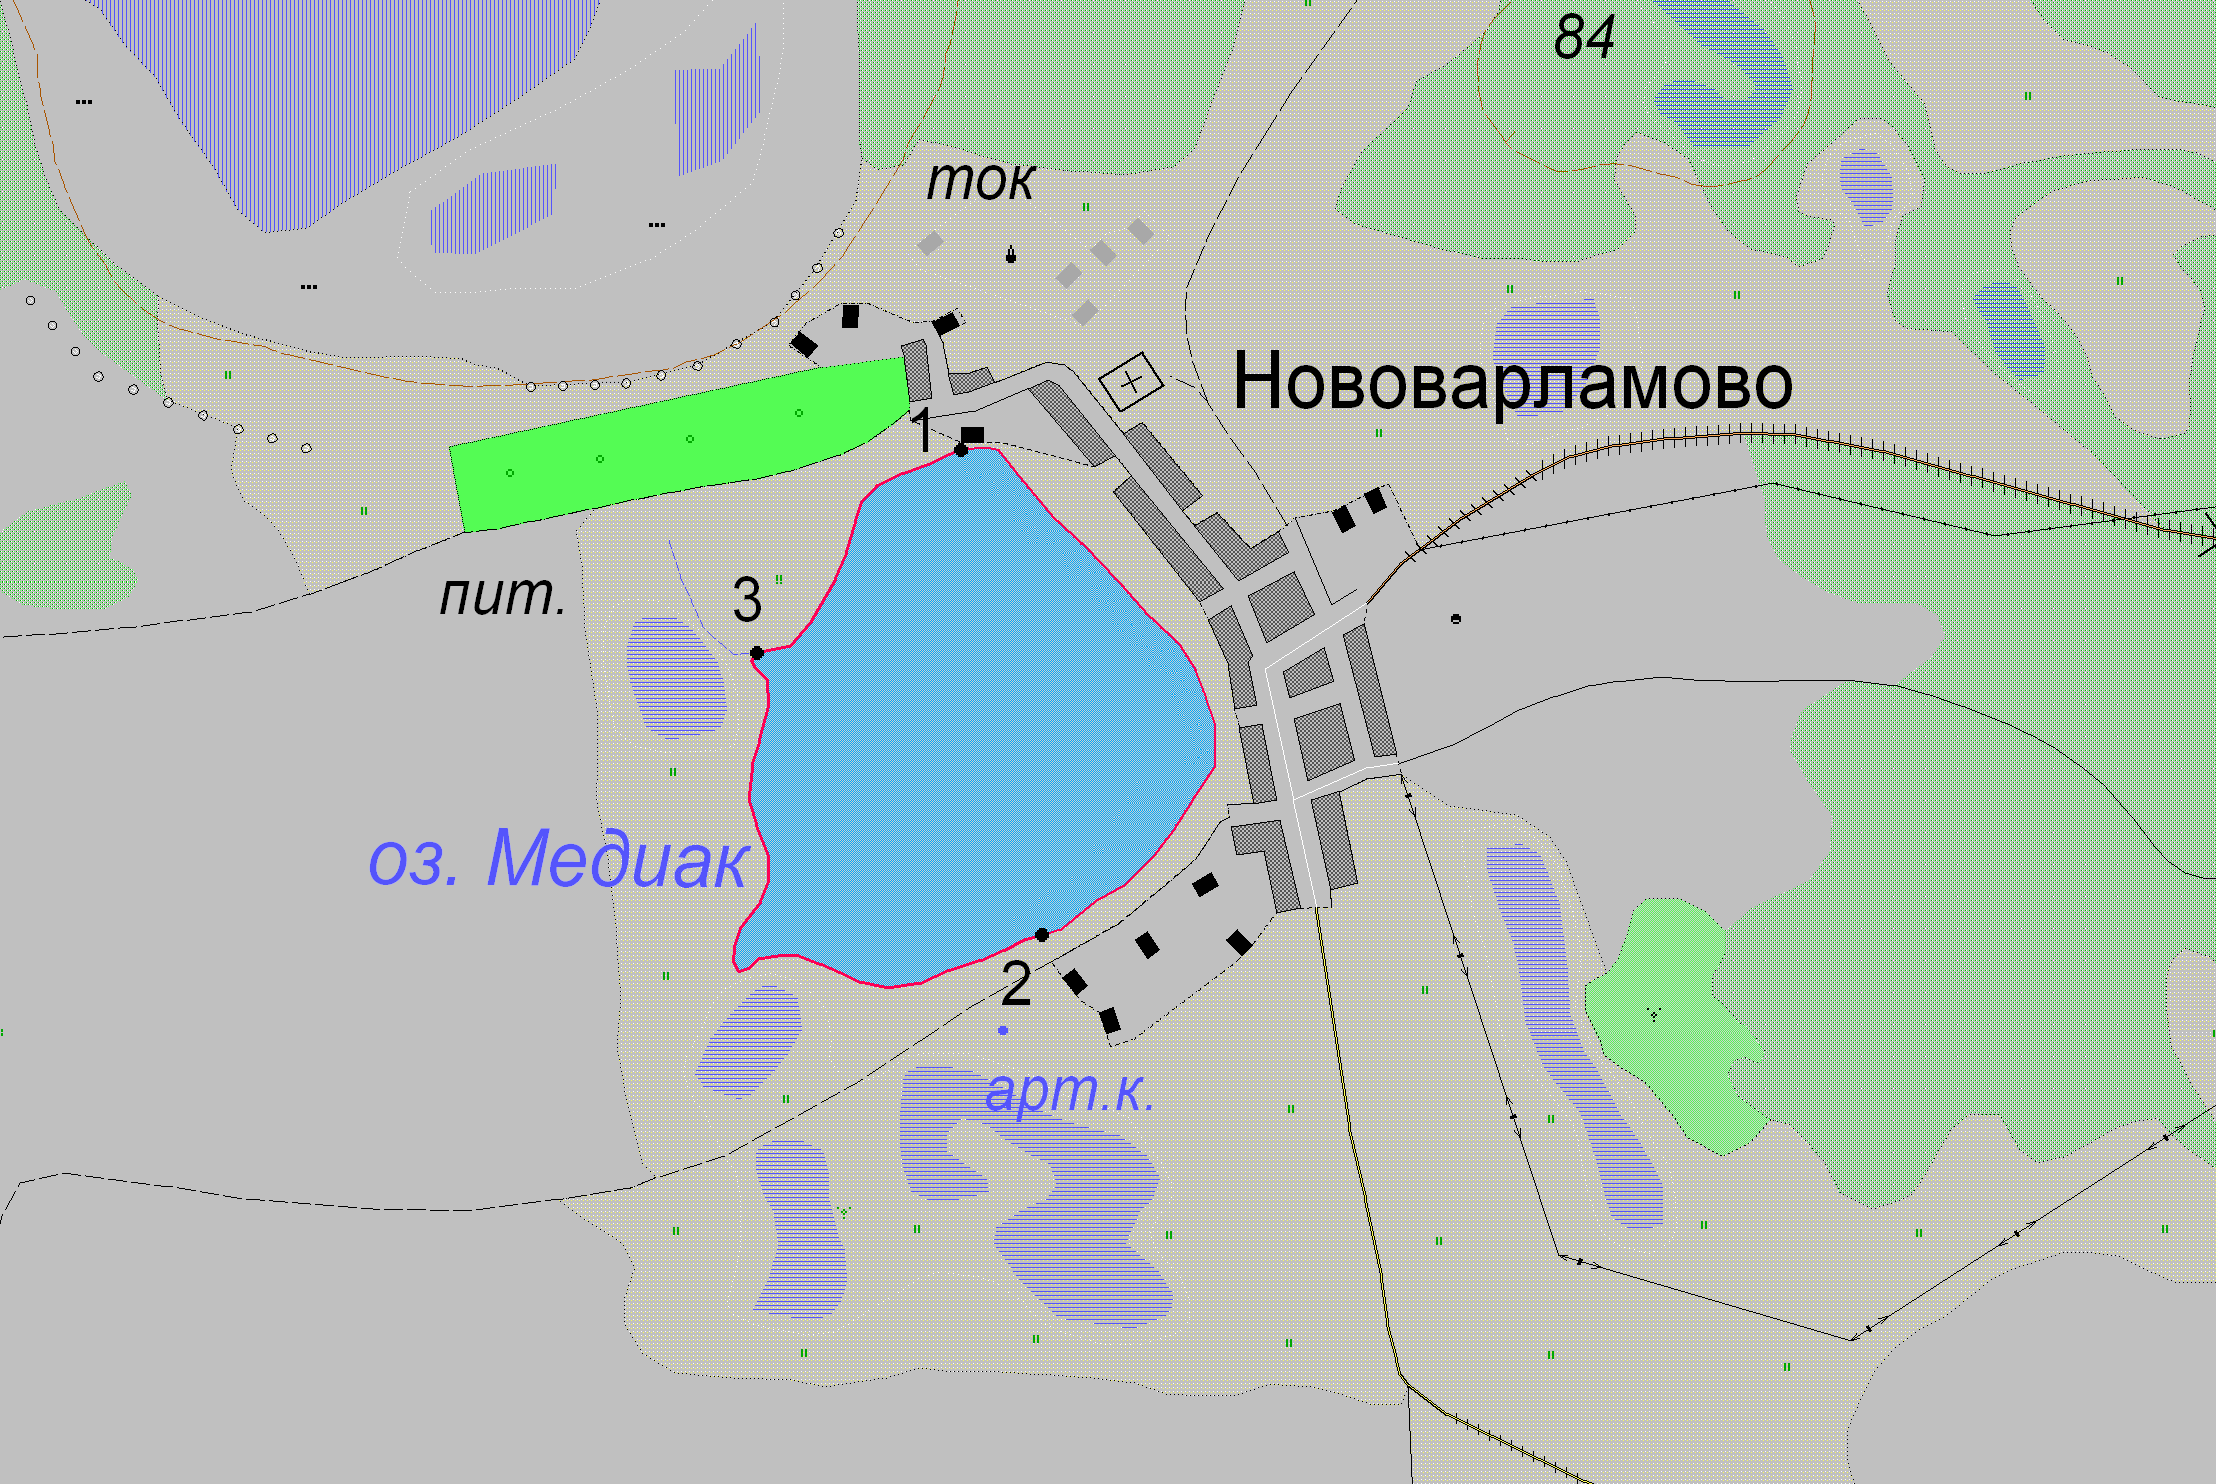 84
ток
Нововарламово
1
пит.
3
оз. Медиак
2
арт.к.